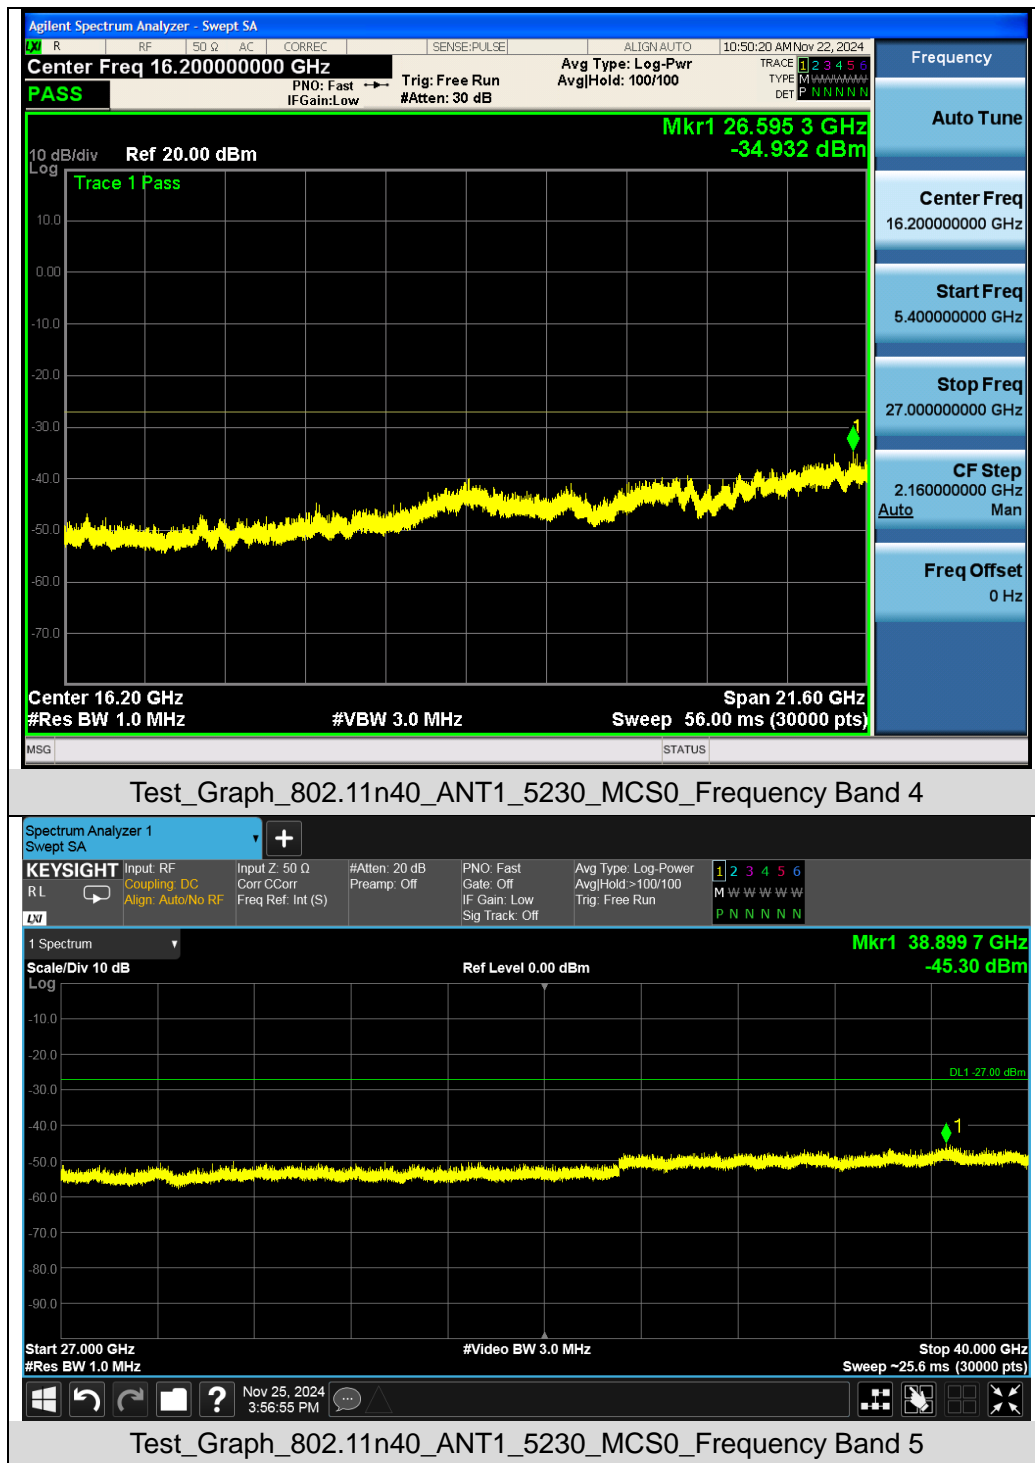 Agilent Spectrum Analyzer - Swept SA
LXI R RF 50 Ω AC CORREC SENSE:PULSE ALIGN AUTO 10:50:20 AM Nov 22, 2024
Center Freq 16.200000000 GHz
PASS
PNO: Fast
IFGain:Low
Trig: Free Run
#Atten: 30 dB
Avg Type: Log-Pwr
Avg|Hold: 100/100
TRACE 1 2 3 4 5 6
TYPE M W W W W W
DET P N N N N N
Mkr1 26.595 3 GHz
-34.932 dBm
10 dB/div Ref 20.00 dBm
Log
Trace 1 Pass
10.0
0.00
-10.0
-20.0
-30.0
-40.0
-50.0
-60.0
-70.0
1
Center 16.20 GHz Span 21.60 GHz
#Res BW 1.0 MHz #VBW 3.0 MHz Sweep 56.00 ms (30000 pts)
MSG STATUS
Frequency
Auto Tune
Center Freq
16.200000000 GHz
Start Freq
5.400000000 GHz
Stop Freq
27.000000000 GHz
CF Step
2.160000000 GHz
Auto Man
Freq Offset
0 Hz
Test_Graph_802.11n40_ANT1_5230_MCS0_Frequency Band 4
Spectrum Analyzer 1
Swept SA
+
KEYSIGHT
R L
LXI
Input: RF
Coupling: DC
Align: Auto/No RF
Input Z: 50 Ω
Corr CCorr
Freq Ref: Int (S)
#Atten: 20 dB
Preamp: Off
PNO: Fast
Gate: Off
IF Gain: Low
Sig Track: Off
Avg Type: Log-Power
Avg|Hold:>100/100
Trig: Free Run
1 2 3 4 5 6
M W W W W W
P N N N N N
1 Spectrum
Mkr1 38.899 7 GHz
-45.30 dBm
Scale/Div 10 dB Ref Level 0.00 dBm
Log
-10.0
-20.0
-30.0
-40.0
-50.0
-60.0
-70.0
-80.0
-90.0
DL1 -27.00 dBm
1
Start 27.000 GHz #Video BW 3.0 MHz Stop 40.000 GHz
#Res BW 1.0 MHz Sweep ~25.6 ms (30000 pts)
?
Nov 25, 2024
3:56:55 PM
Test_Graph_802.11n40_ANT1_5230_MCS0_Frequency Band 5